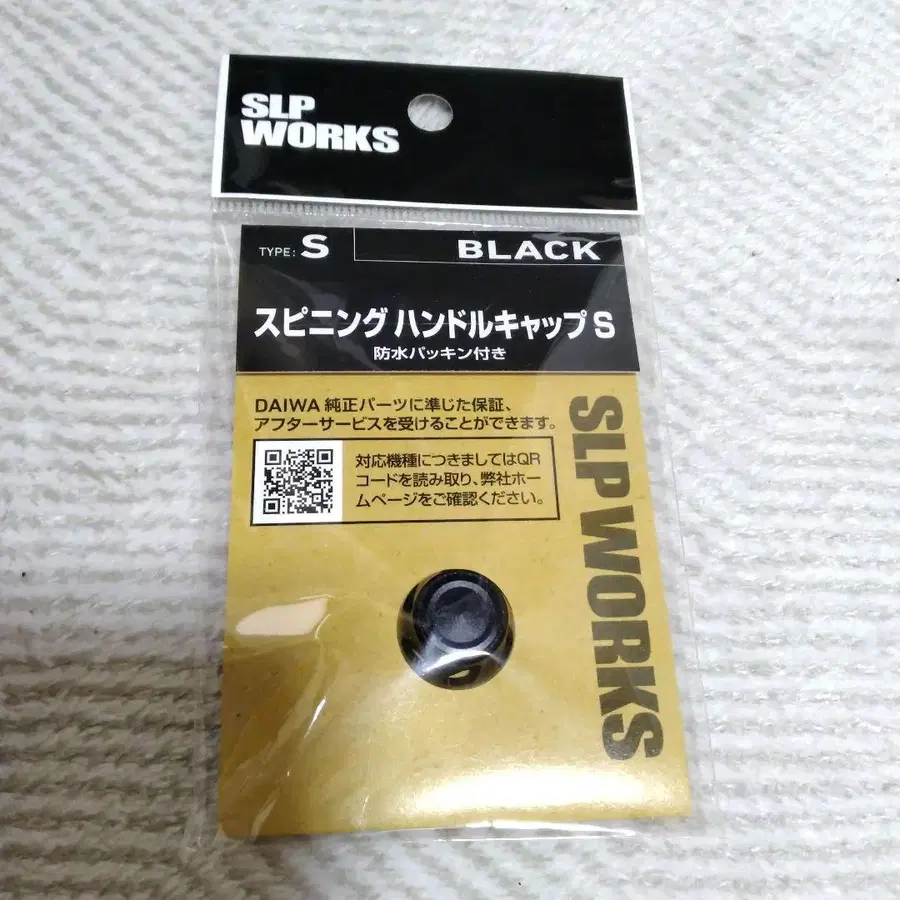 SLP
WORKS
TYPE: S
BLACK
スピニング ハンドルキャップ S
防水パッキン付き
DAIWA 純正パーツに準じた保証、
アフターサービスを受けることができます。
対応機種につきましてはQR
コードを読み取り、弊社ホー
ムページをご確認ください。
SLP WORKS